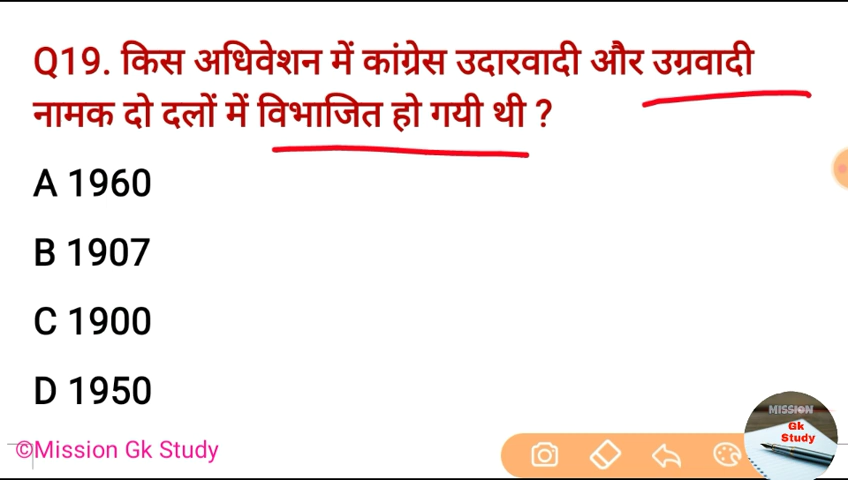 Q19. किस अधिवेशन में कांग्रेस उदारवादी और उग्रवादी
नामक दो दलों में विभाजित हो गयी थी ?
A 1960
B 1907
C 1900
D 1950
©Mission Gk Study
MISSION
Gk
Study